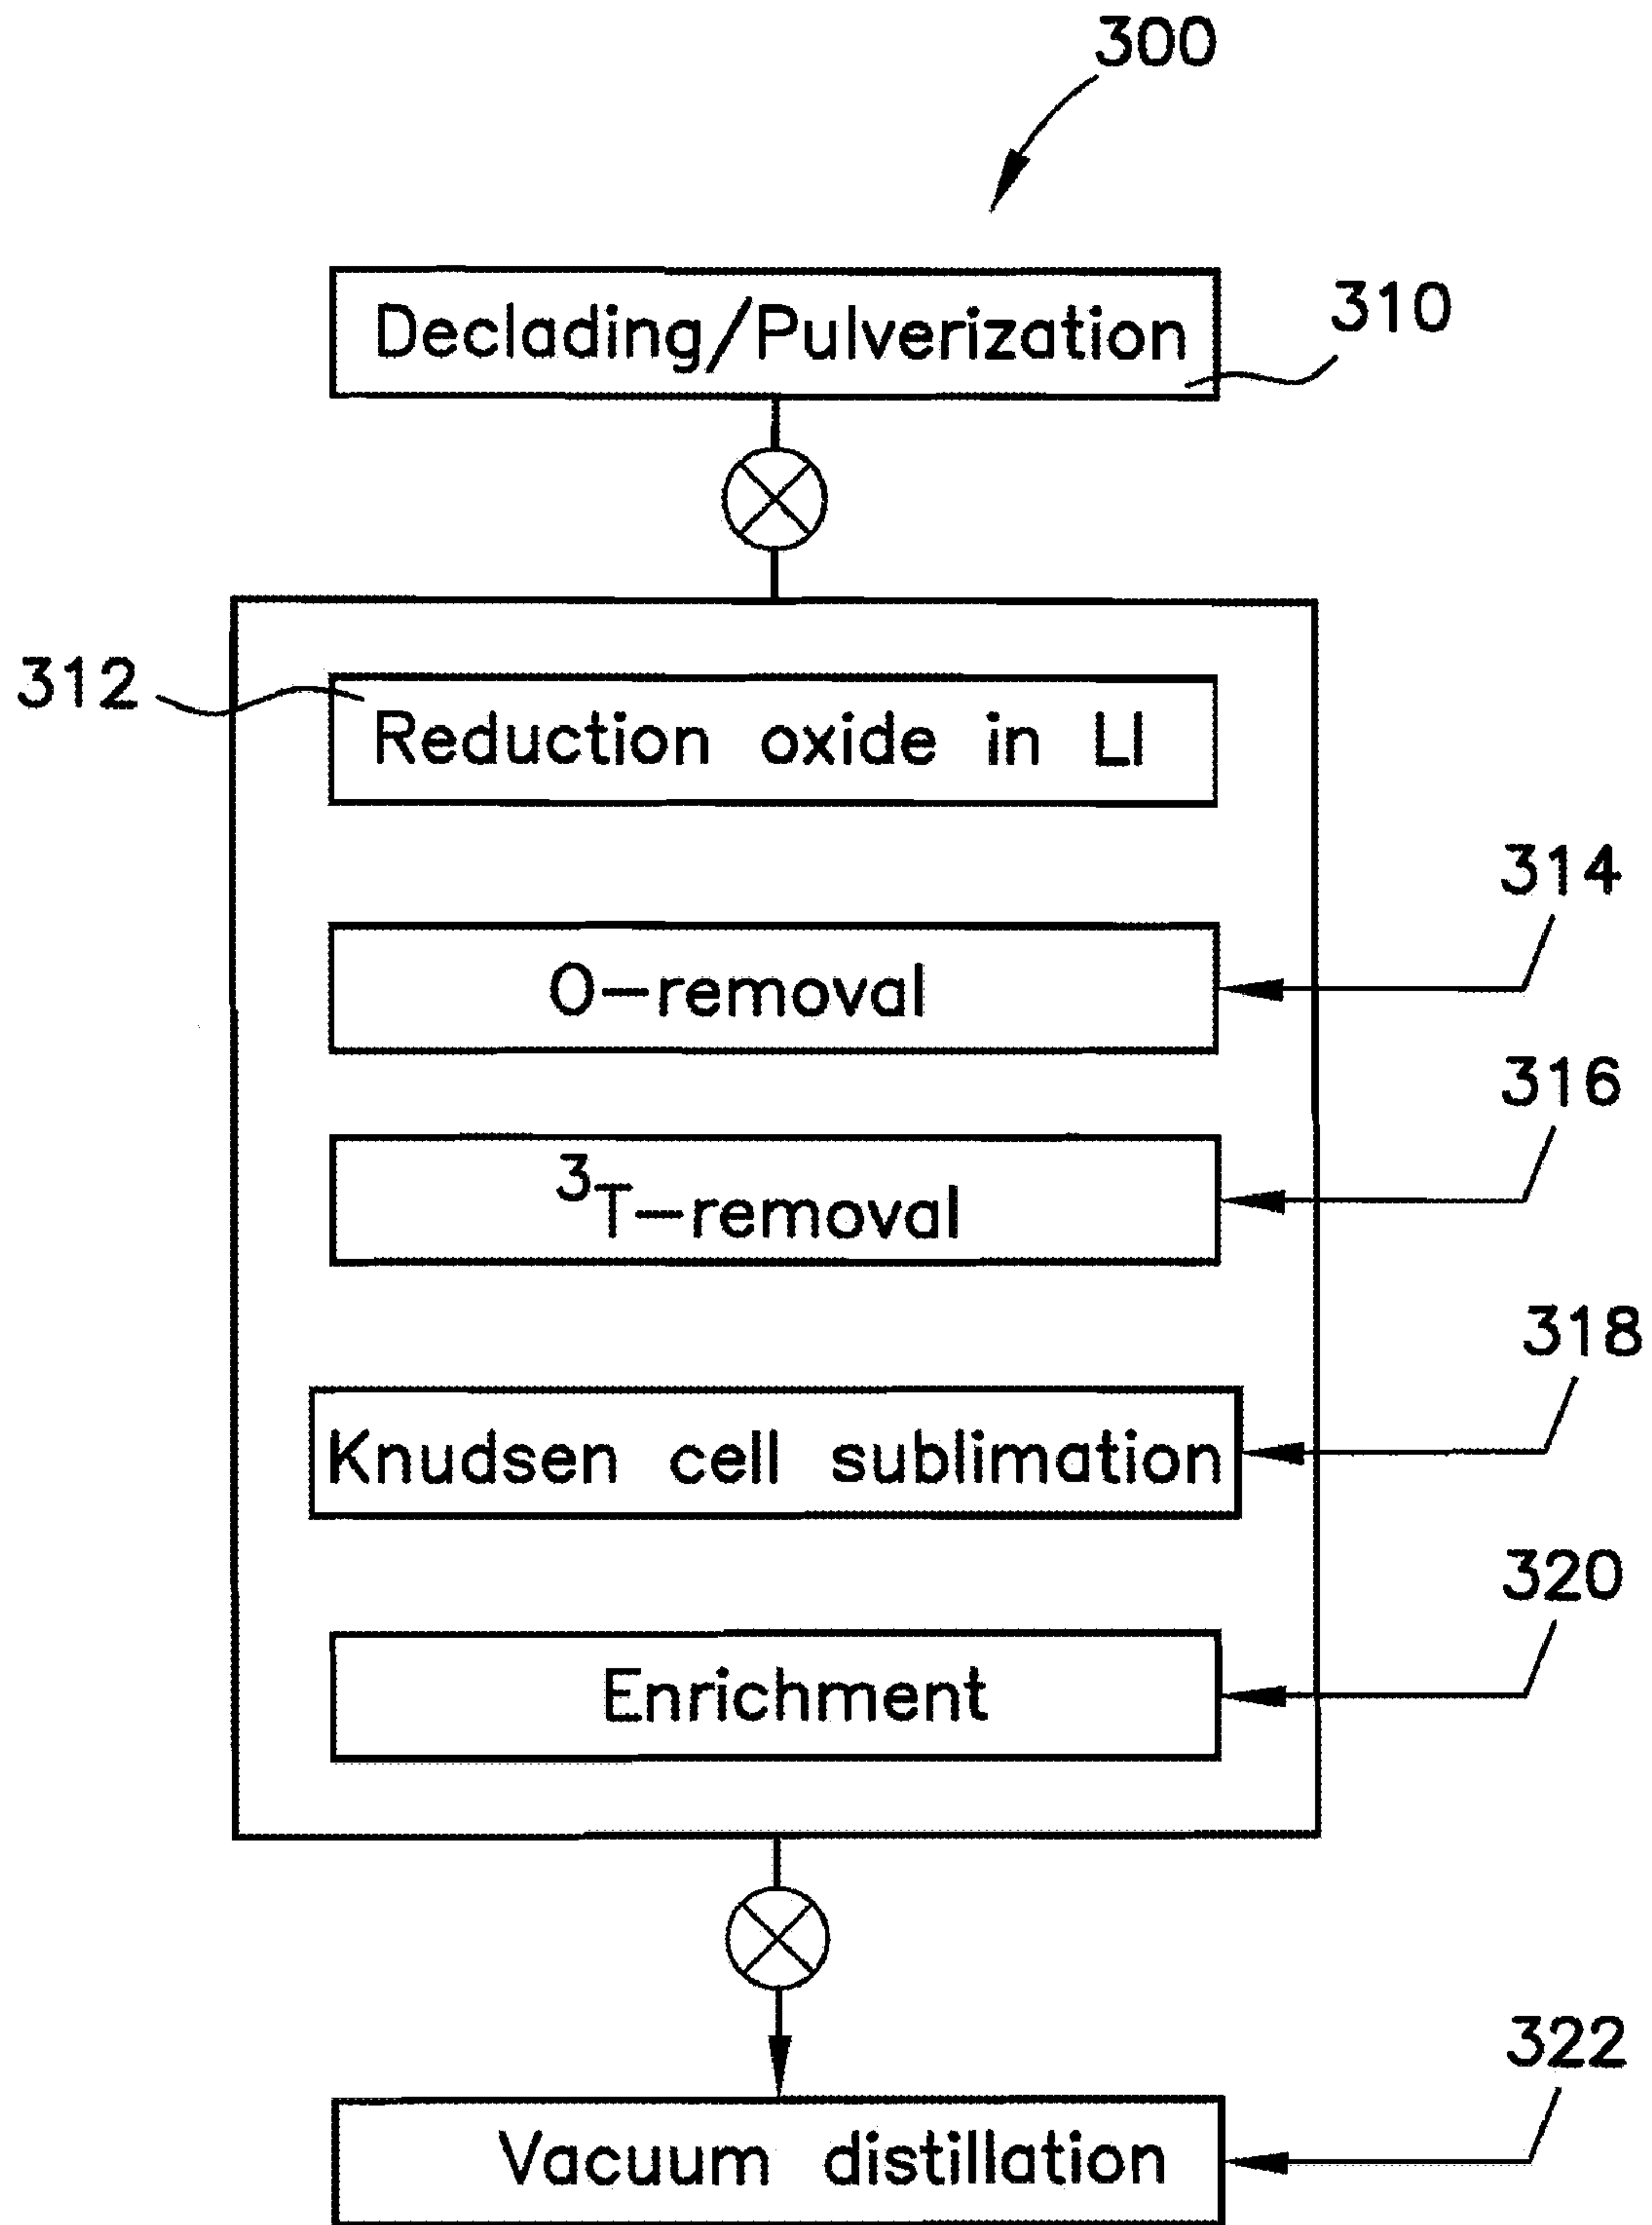 300
Declading/Pulverization
310
312
Reduction oxide in LI
314
O-removal
316
³T-removal
318
Knudsen cell sublimation
320
Enrichment
322
Vacuum distillation